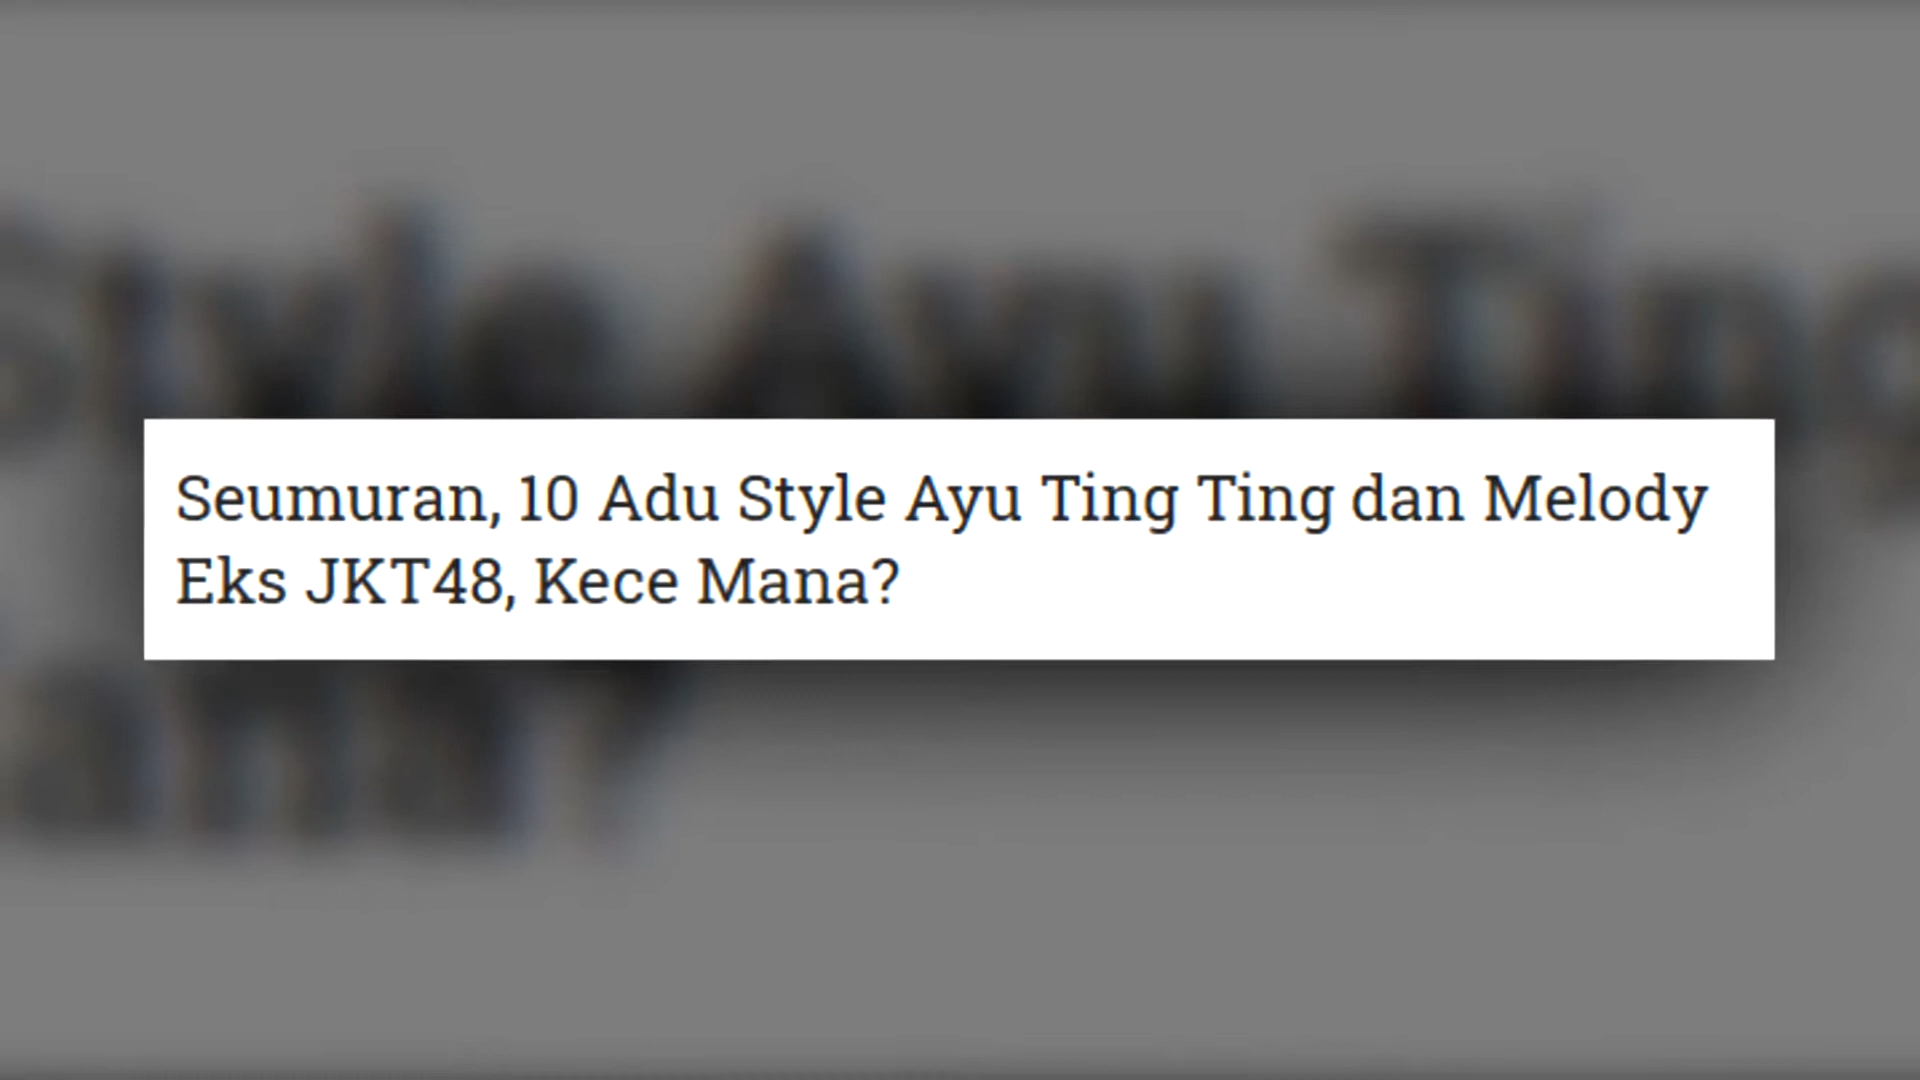 Seumuran, 10 Adu Style Ayu Ting Ting dan Melody
Eks JKT48, Kece Mana?